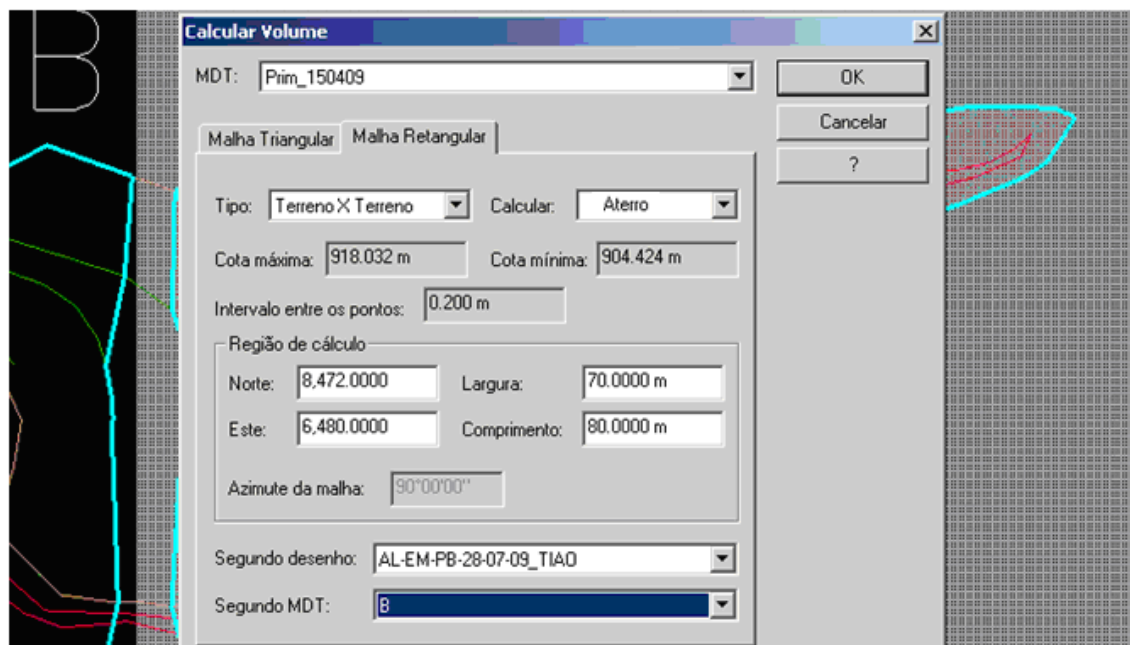 B
Calcular Volume
MDT: Prim_150409
OK
Cancelar
?
Malha Triangular Malha Retangular
Tipo: Terreno X Terreno Calcular: Aterro
Cota máxima: 918.032 m Cota mínima: 904.424 m
Intervalo entre os pontos: 0.200 m
Região de cálculo
Norte: 8,472.0000 Largura: 70.0000 m
Este: 6,480.0000 Comprimento: 80.0000 m
Azimute da malha: 90°00'00''
Segundo desenho: AL-EM-PB-28-07-09_TIAO
Segundo MDT: B